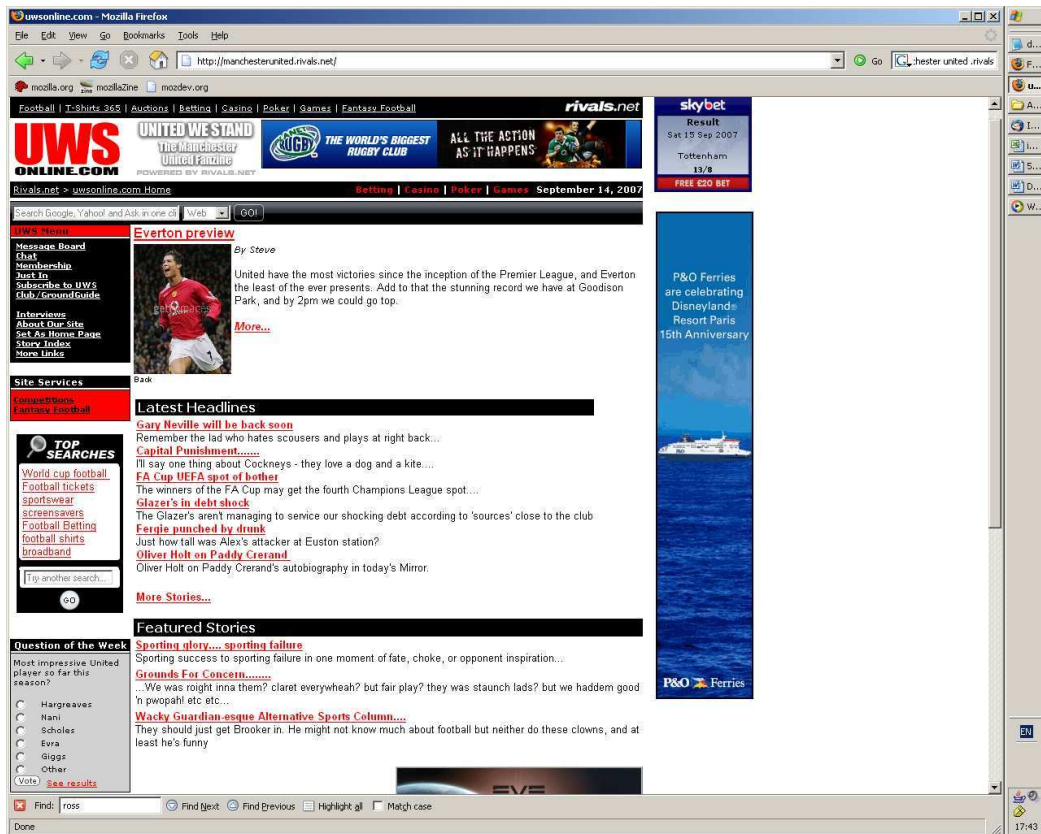 uwsonline.com - Mozilla Firefox
File Edit View Go Bookmarks Tools Help
http://manchesterunited.rivals.net/
Go
G :hester united .rivals
mozilla.org mozillaZine mozdev.org
Football | T-Shirts 365 | Auctions | Betting | Casino | Poker | Games | Fantasy Football
rivals.net
UWS
ONLINE.COM
UNITED WE STAND
The Manchester
United Fanzine
POWERED BY RIVALS.NET
RUGBY
THE WORLD'S BIGGEST
RUGBY CLUB
ALL THE ACTION
AS IT HAPPENS
skybet
Result
Sat 15 Sep 2007
Tottenham
13/8
FREE £20 BET
Rivals.net > uwsonline.com Home
Betting | Casino | Poker | Games September 14, 2007
Search Google, Yahoo! and Ask in one cli
Web
GO!
UWS Menu
Message Board
Chat
Membership
Just In
Subscribe to UWS
Club/GroundGuide
Interviews
About Our Site
Set As Home Page
Story Index
More Links
Site Services
Competitions
Fantasy Football
TOP
SEARCHES
World cup football
Football tickets
sportswear
screensavers
Football Betting
football shirts
broadband
Try another search...
GO
Question of the Week
Most impressive United
player so far this
season?
Hargreaves
Nani
Scholes
Evra
Giggs
Other
Vote
See results
Everton preview
By Steve
United have the most victories since the inception of the Premier League, and Everton
the least of the ever presents. Add to that the stunning record we have at Goodison
Park, and by 2pm we could go top.
More...
Back
Latest Headlines
Gary Neville will be back soon
Remember the lad who hates scousers and plays at right back...
Capital Punishment.......
I'll say one thing about Cockneys - they love a dog and a kite....
FA Cup UEFA spot of bother
The winners of the FA Cup may get the fourth Champions League spot....
Glazer's in debt shock
The Glazer's aren't managing to service our shocking debt according to 'sources' close to the club
Fergie punched by drunk
Just how tall was Alex's attacker at Euston station?
Oliver Holt on Paddy Crerand
Oliver Holt on Paddy Crerand's autobiography in today's Mirror.
More Stories...
Featured Stories
Sporting glory.... sporting failure
Sporting success to sporting failure in one moment of fate, choke, or opponent inspiration...
Grounds For Concern........
...We was roight inna them? claret everywheah? but fair play? they was staunch lads? but we haddem good
'n pwopah! etc etc...
Wacky Guardian-esque Alternative Sports Column....
They should just get Brooker in. He might not know much about football but neither do these clowns, and at
least he's funny
EVE
P&O Ferries
are celebrating
Disneyland®
Resort Paris
15th Anniversary
P&O Ferries
Find: ross
Find Next Find Previous Highlight all Match case
Done
d...
F...
u...
A...
I...
i...
5...
D...
W...
EN
17:43